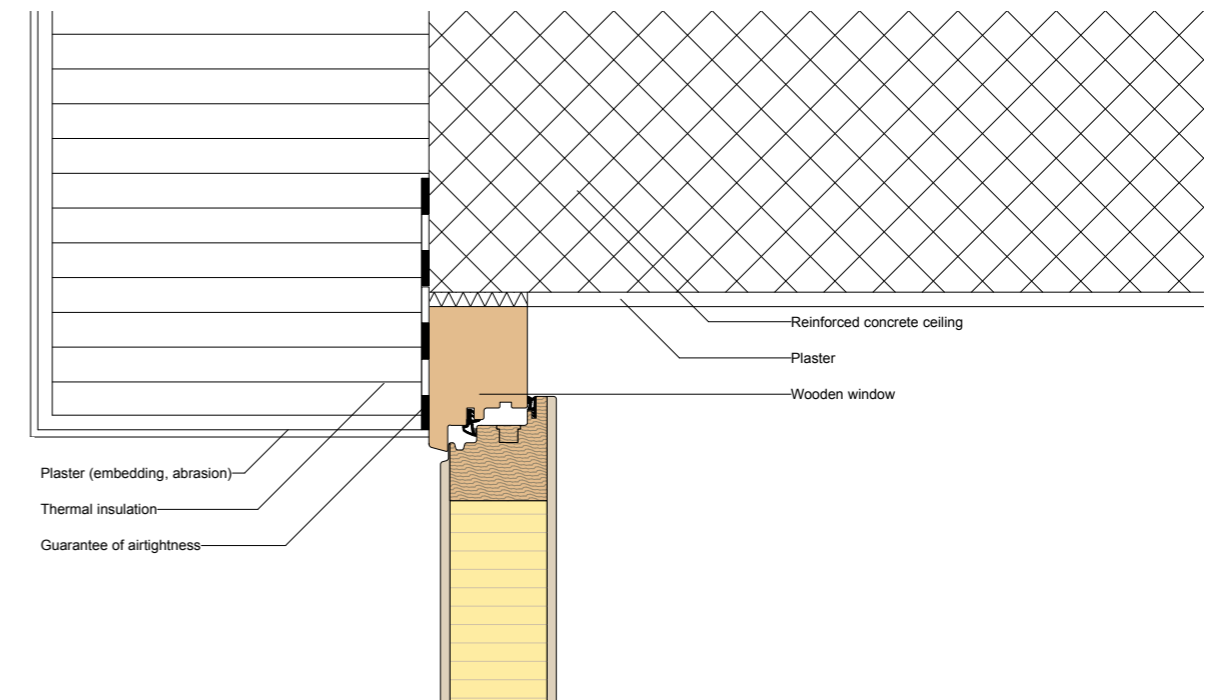 Reinforced concrete ceiling
Plaster
Wooden window
Plaster (embedding, abrasion)
Thermal insulation
Guarantee of airtightness